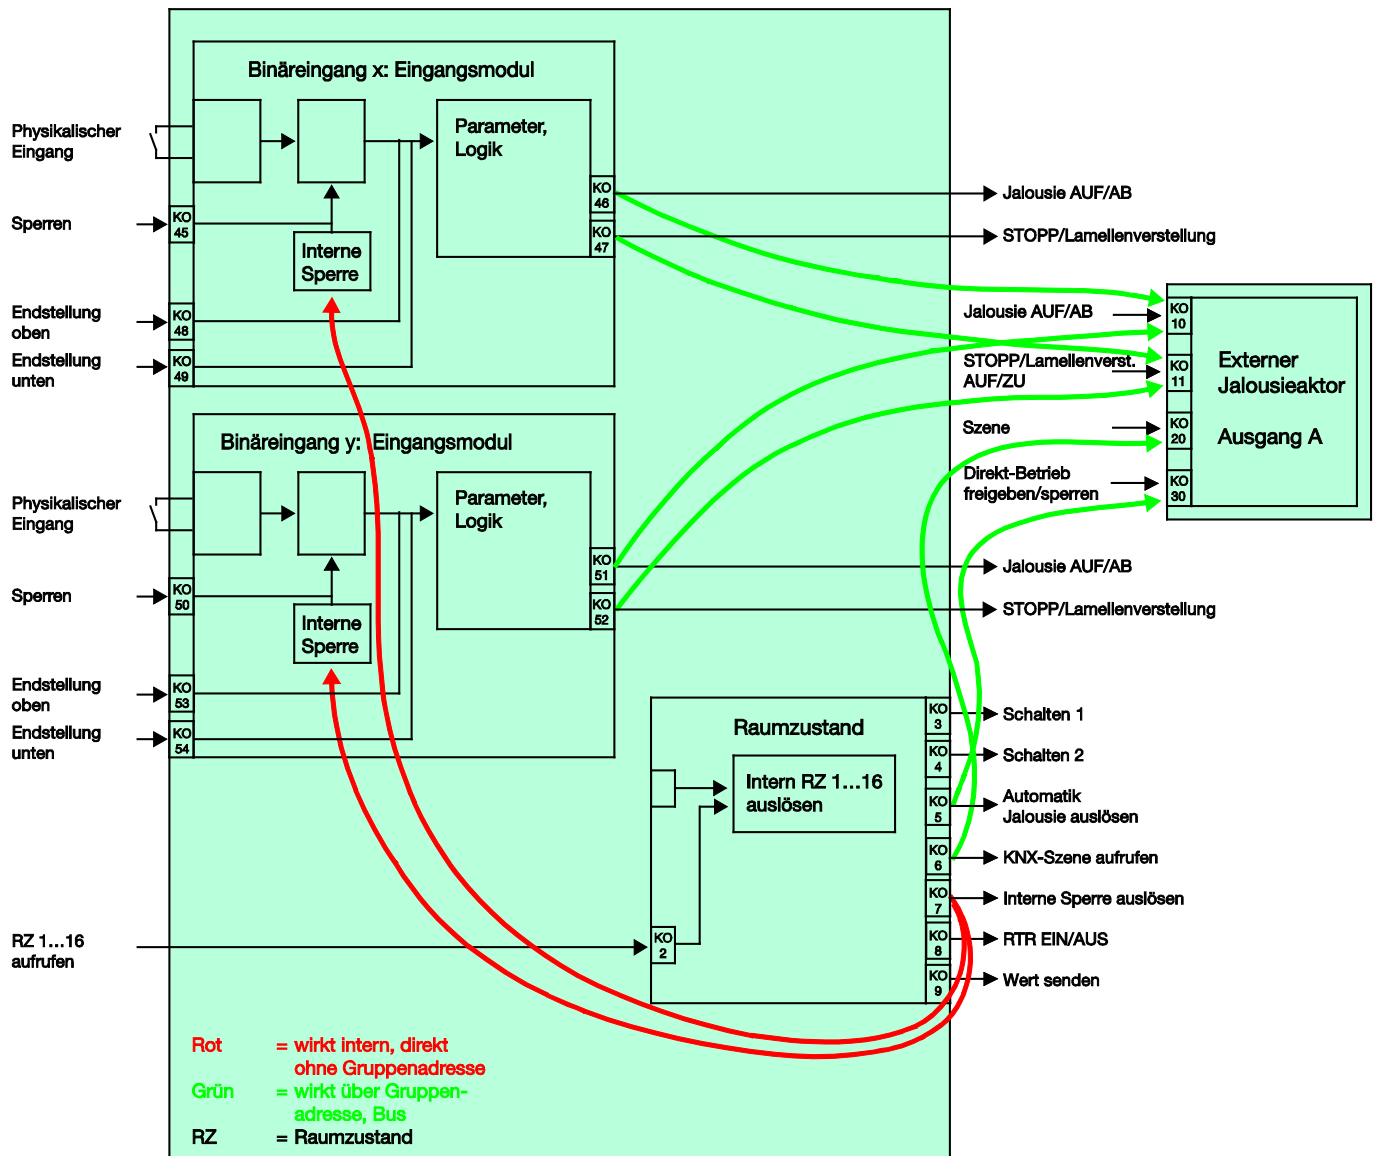 Binäreingang x: Eingangsmodul
Physikalischer
Eingang
Parameter,
Logik
KO
46
Jalousie AUF/AB
Sperren
KO
45
KO
47
STOPP/Lamellenverstellung
Interne
Sperre
Endstellung
oben
KO
48
Endstellung
unten
KO
49
Jalousie AUF/AB
KO
10
STOPP/Lamellenverst.
AUF/ZU
KO
11
Szene
KO
20
Direkt-Betrieb
freigeben/sperren
KO
30
Externer
Jalousieaktor
Ausgang A
Binäreingang y: Eingangsmodul
Physikalischer
Eingang
Parameter,
Logik
KO
51
Jalousie AUF/AB
Sperren
KO
50
KO
52
STOPP/Lamellenverstellung
Interne
Sperre
Endstellung
oben
KO
53
Endstellung
unten
KO
54
Raumzustand
Intern RZ 1...16
auslösen
KO
3
Schalten 1
KO
4
Schalten 2
KO
5
Automatik
Jalousie auslösen
KO
6
KNX-Szene aufrufen
KO
7
Interne Sperre auslösen
KO
8
RTR EIN/AUS
KO
9
Wert senden
RZ 1...16
aufrufen
KO
2
Rot = wirkt intern, direkt
ohne Gruppenadresse
Grün = wirkt über Gruppen-
adresse, Bus
RZ = Raumzustand